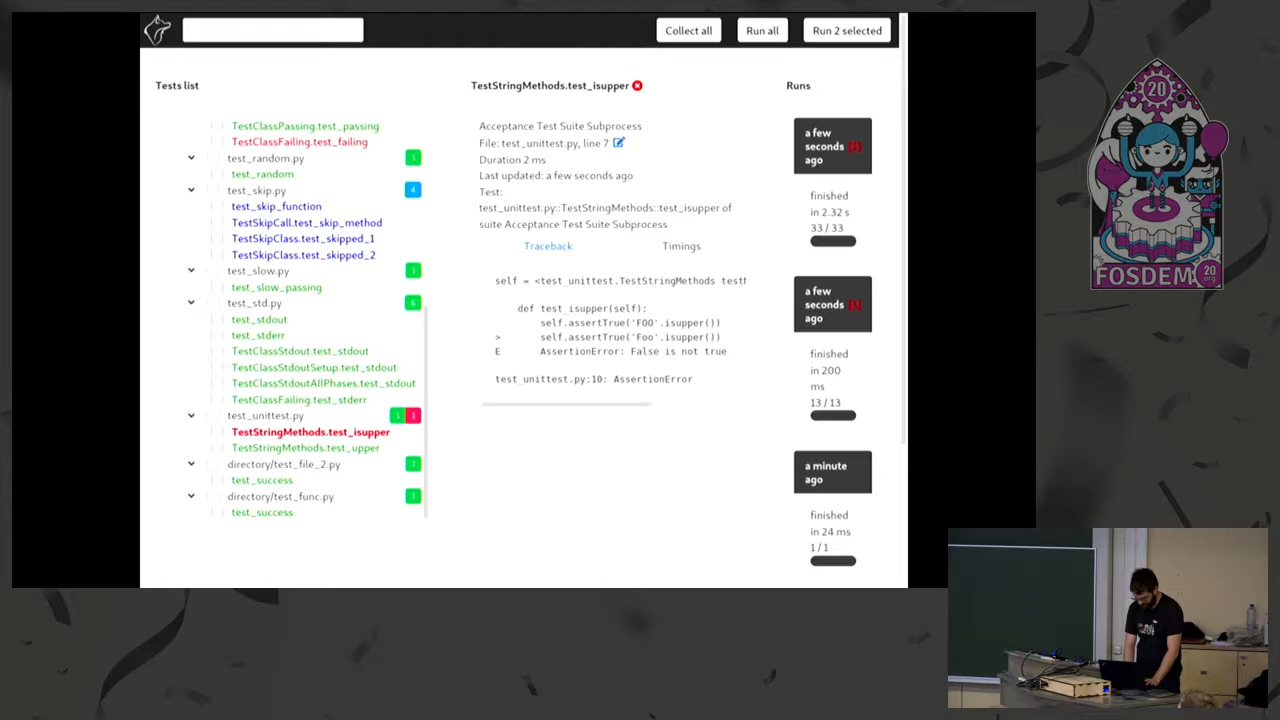 Collect all
Run all
Run 2 selected
Tests list
TestClassPassing.test_passing
TestClassFailing.test_failing
test_random.py
1
test_random
test_skip.py
4
test_skip_function
TestSkipCall.test_skip_method
TestSkipClass.test_skipped_1
TestSkipClass.test_skipped_2
test_slow.py
1
test_slow_passing
test_std.py
6
test_stdout
test_stderr
TestClassStdout.test_stdout
TestClassStdoutSetup.test_stdout
TestClassStdoutAllPhases.test_stdout
TestClassFailing.test_stderr
test_unittest.py
1 1
TestStringMethods.test_isupper
TestStringMethods.test_upper
directory/test_file_2.py
1
test_success
directory/test_func.py
1
test_success
TestStringMethods.test_isupper
Acceptance Test Suite Subprocess
File: test_unittest.py, line 7
Duration 2 ms
Last updated: a few seconds ago
Test:
test_unittest.py::TestStringMethods::test_isupper of
suite Acceptance Test Suite Subprocess
Traceback
Timings
self = <test_unittest.TestStringMethods testM
def test_isupper(self):
self.assertTrue('FOO'.isupper())
> self.assertTrue('Foo'.isupper())
E AssertionError: False is not true
test_unittest.py:10: AssertionError
Runs
a few
seconds
ago
finished
in 2.32 s
33 / 33
a few
seconds
ago
finished
in 200
ms
13 / 13
a minute
ago
finished
in 24 ms
1 / 1
20
FOSDEM
20
.org